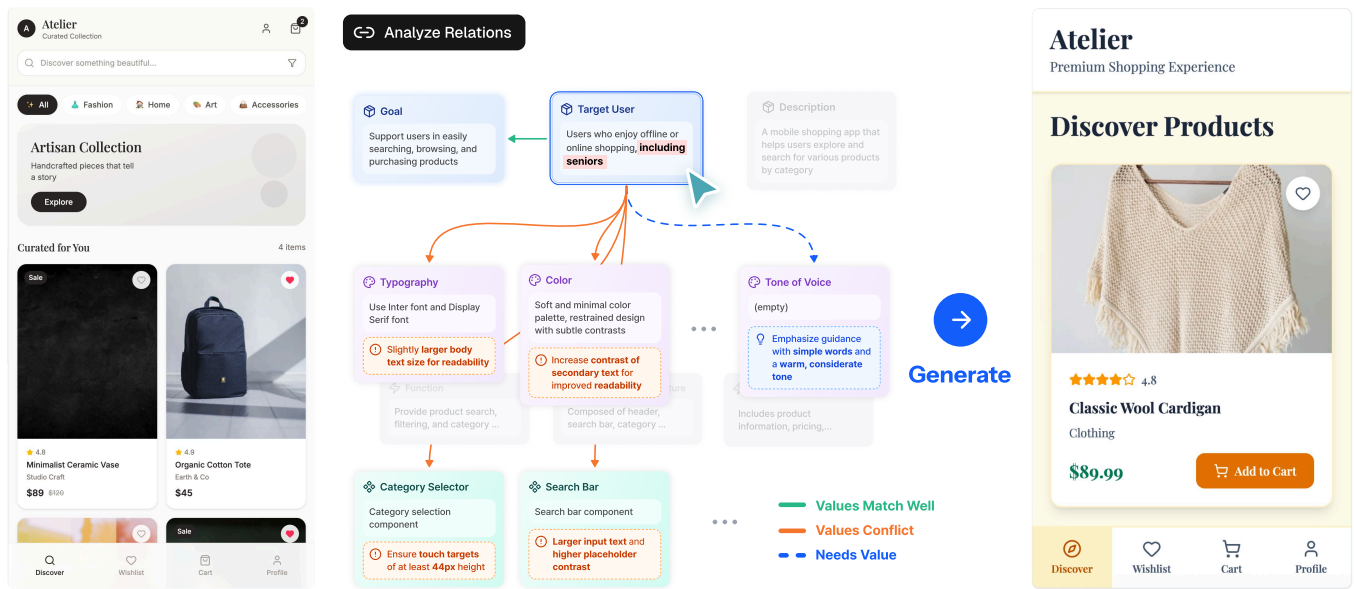 A
Atelier
Curated Collection
2
Discover something beautiful...
All
Fashion
Home
Art
Accessories
Artisan Collection
Handcrafted pieces that tell
a story
Explore
Curated for You
4 items
Sale
4.8
Minimalist Ceramic Vase
Studio Craft
$89 $120
4.9
Organic Cotton Tote
Earth & Co
$45
Sale
Discover
Wishlist
Cart
Profile
Analyze Relations
Goal
Support users in easily
searching, browsing, and
purchasing products
Target User
Users who enjoy offline or
online shopping, including
seniors
Description
A mobile shopping app that
helps users explore and
search for various products
by category
Typography
Use Inter font and Display
Serif font
Slightly larger body
text size for readability
Color
Soft and minimal color
palette, restrained design
with subtle contrasts
Increase contrast of
secondary text for
improved readability
Tone of Voice
(empty)
Emphasize guidance
with simple words and
a warm, considerate
tone
Function
Provide product search,
filtering, and category ...
Composed of header,
search bar, category ...
Includes product
information, pricing,...
Category Selector
Category selection
component
Ensure touch targets
of at least 44px height
Search Bar
Search bar component
Larger input text and
higher placeholder
contrast
Values Match Well
Values Conflict
Needs Value
Generate
Atelier
Premium Shopping Experience
Discover Products
4.8
Classic Wool Cardigan
Clothing
$89.99
Add to Cart
Discover
Wishlist
Cart
Profile